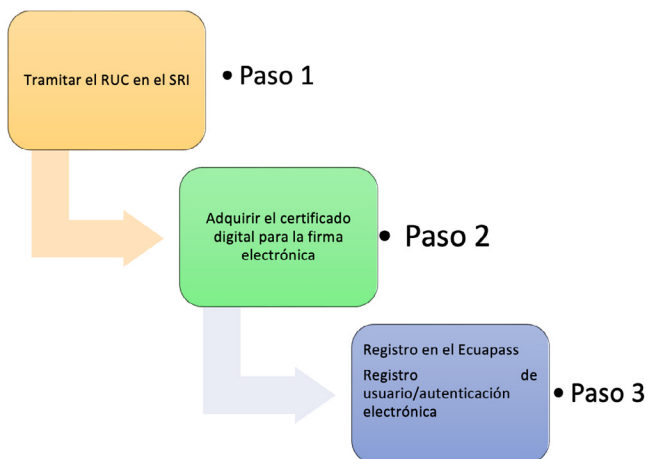 Tramitar el RUC en el SRI
• Paso 1
Adquirir el certificado
digital para la firma
electrónica
• Paso 2
Registro en el Ecuapass
Registro de
usuario/autenticación
electrónica
• Paso 3